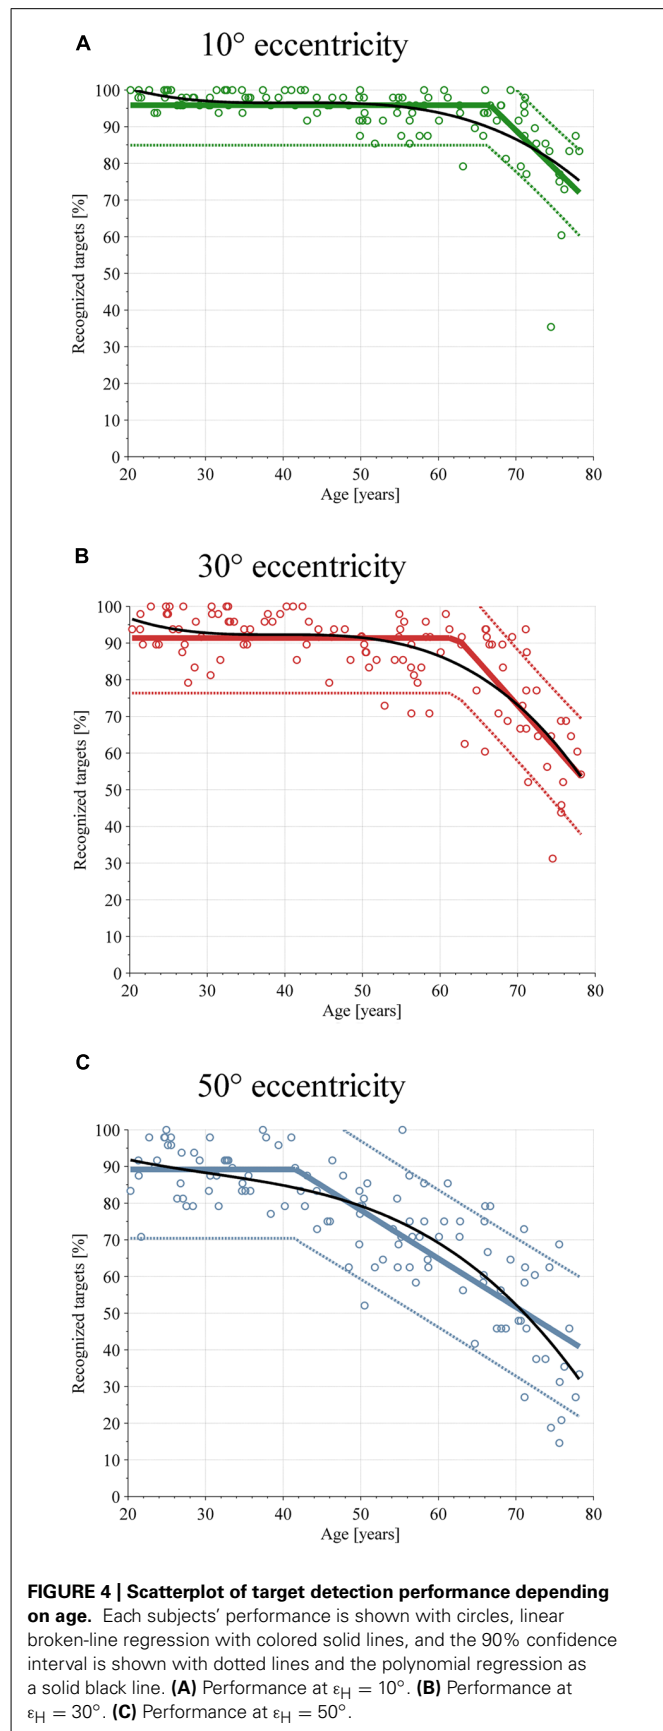 A
10° eccentricity
100
90
80
70
60
50
40
30
20
10
0
Recognized targets [%]
20 30 40 50 60 70 80
Age [years]
B
30° eccentricity
100
90
80
70
60
50
40
30
20
10
0
Recognized targets [%]
20 30 40 50 60 70 80
Age [years]
C
50° eccentricity
100
90
80
70
60
50
40
30
20
10
0
Recognized targets [%]
20 30 40 50 60 70 80
Age [years]
FIGURE 4 | Scatterplot of target detection performance depending
on age. Each subjects' performance is shown with circles, linear
broken-line regression with colored solid lines, and the 90% confidence
interval is shown with dotted lines and the polynomial regression as
a solid black line. (A) Performance at εH = 10°. (B) Performance at
εH = 30°. (C) Performance at εH = 50°.